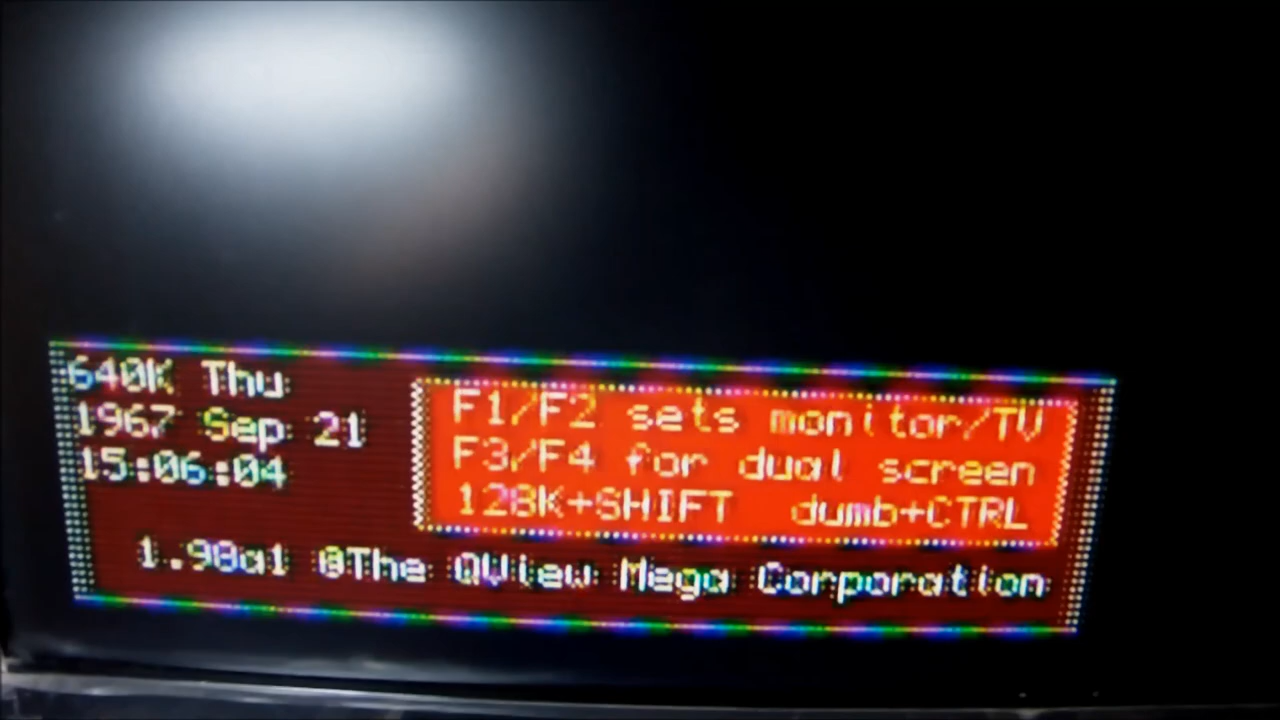 640K Thu
1967 Sep 21
15:06:04
F1/F2 sets monitor/TV
F3/F4 for dual screen
128K+SHIFT dumb+CTRL
1.98a1 ©The QView Mega Corporation